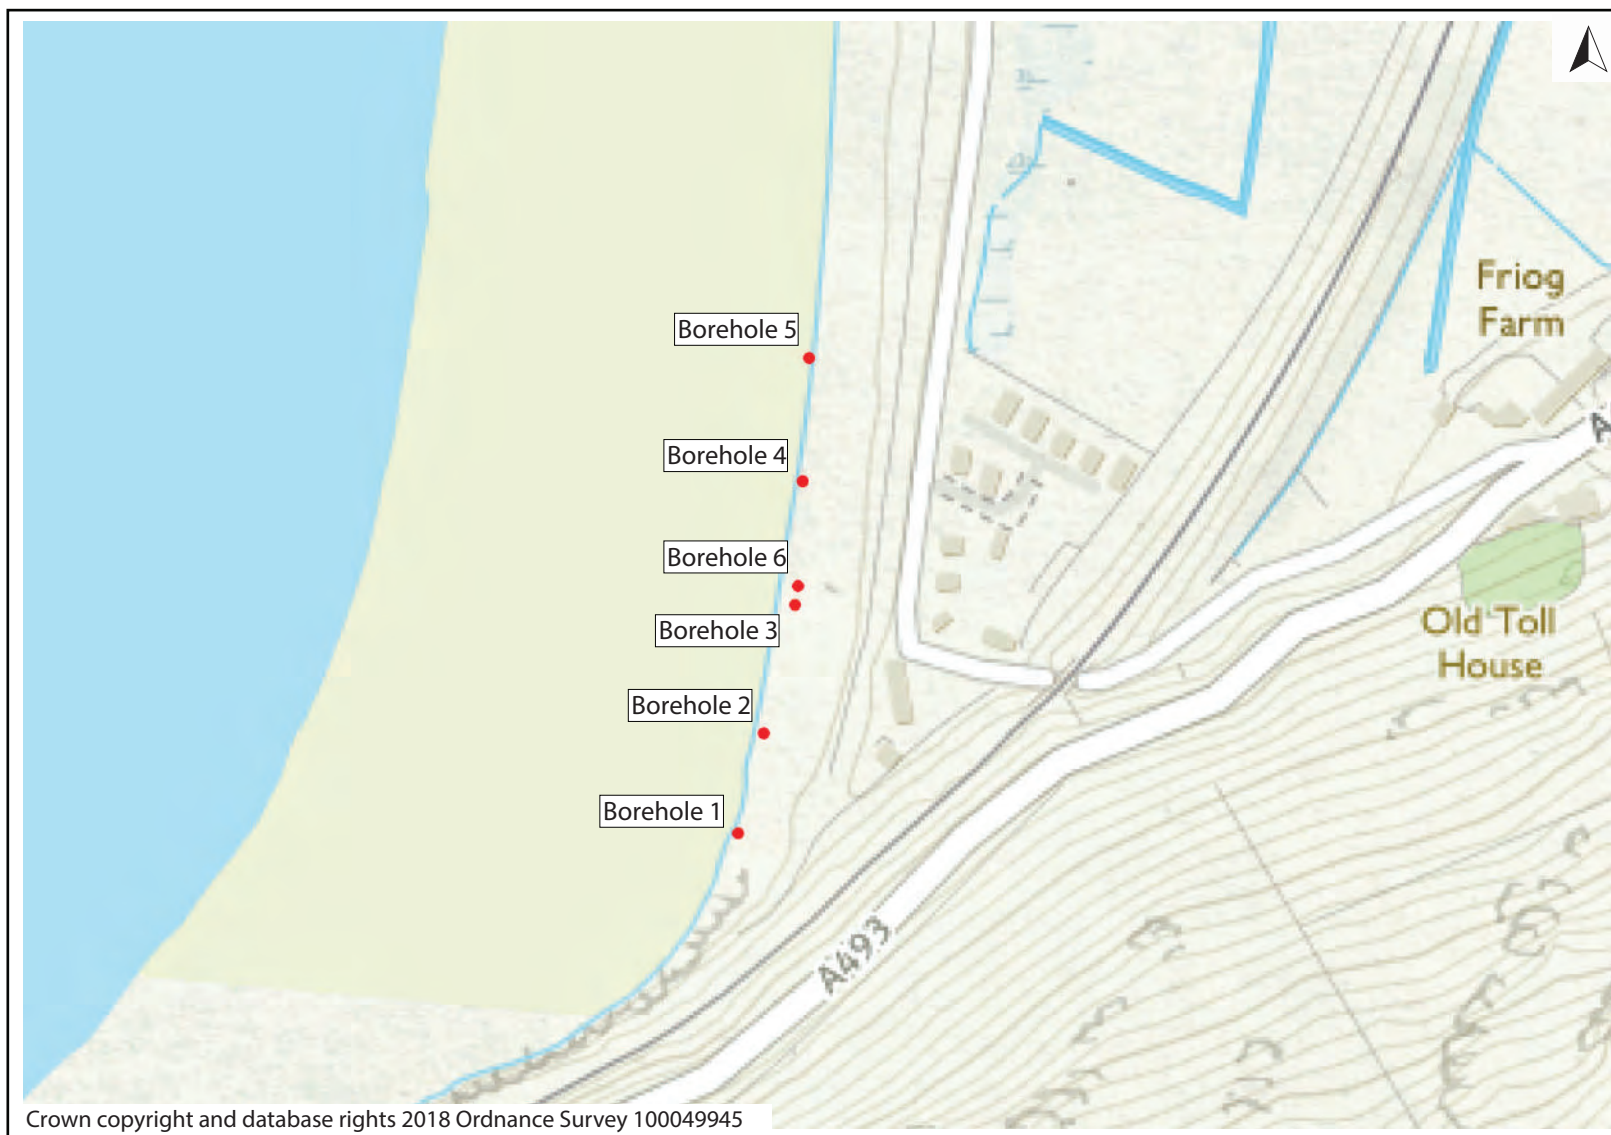 Friog
Farm
Borehole 5
Borehole 4
Borehole 6
Borehole 3
Old Toll
House
Borehole 2
Borehole 1
A493
A
Crown copyright and database rights 2018 Ordnance Survey 100049945